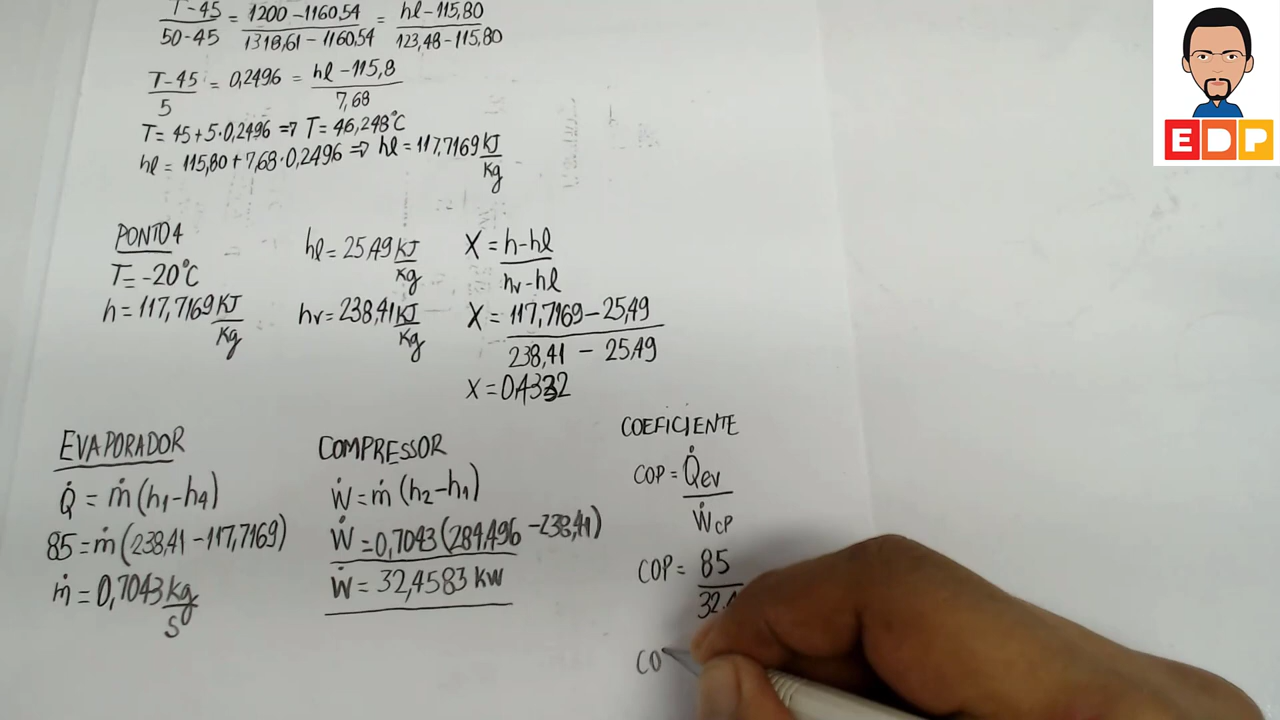 T-45/50-45 = 1200-1160,54/1318,61-1160,54 = hl-115,80/123,48-115,80
T-45/5 = 0,2496 = hl-115,8/7,68
T= 45+5·0,2496 => T= 46,248°C
hl= 115,80+7,68·0,2496 => hl= 117,7169 KJ/Kg
PONTO 4
T= -20°C
h= 117,7169 KJ/Kg
hl= 25,49 KJ/Kg
hv= 238,41 KJ/Kg
X= h-hl/hv-hl
X= 117,7169-25,49/238,41-25,49
X= 0,4332
EVAPORADOR
Q̇ = ṁ(h1-h4)
85=ṁ(238,41-117,7169)
ṁ= 0,7043 kg/s
COMPRESSOR
Ẇ=ṁ(h2-h1)
Ẇ=0,7043(284,496-238,41)
Ẇ= 32,4583 KW
COEFICIENTE
COP= Q̇ev/ẆCP
COP= 85/32,
CO
EDP